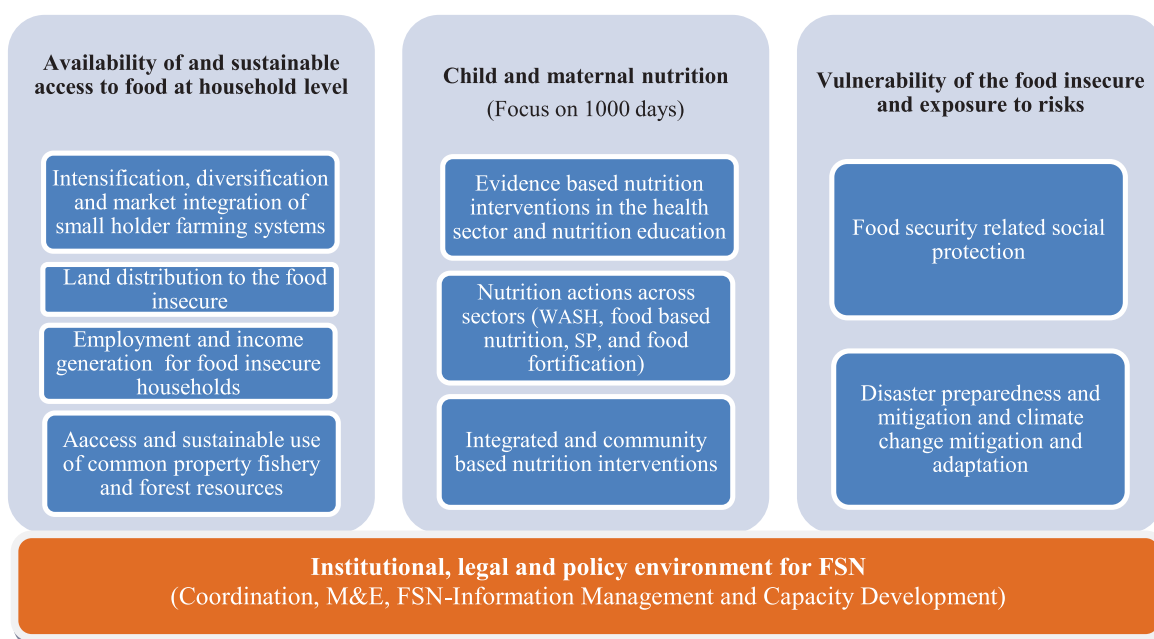 Availability of and sustainable
access to food at household level
Intensification, diversification
and market integration of
small holder farming systems
Land distribution to the food
insecure
Employment and income
generation for food insecure
households
Aaccess and sustainable use
of common property fishery
and forest resources
Child and maternal nutrition
(Focus on 1000 days)
Evidence based nutrition
interventions in the health
sector and nutrition education
Nutrition actions across
sectors (WASH, food based
nutrition, SP, and food
fortification)
Integrated and community
based nutrition interventions
Vulnerability of the food insecure
and exposure to risks
Food security related social
protection
Disaster preparedness and
mitigation and climate
change mitigation and
adaptation
Institutional, legal and policy environment for FSN
(Coordination, M&E, FSN-Information Management and Capacity Development)